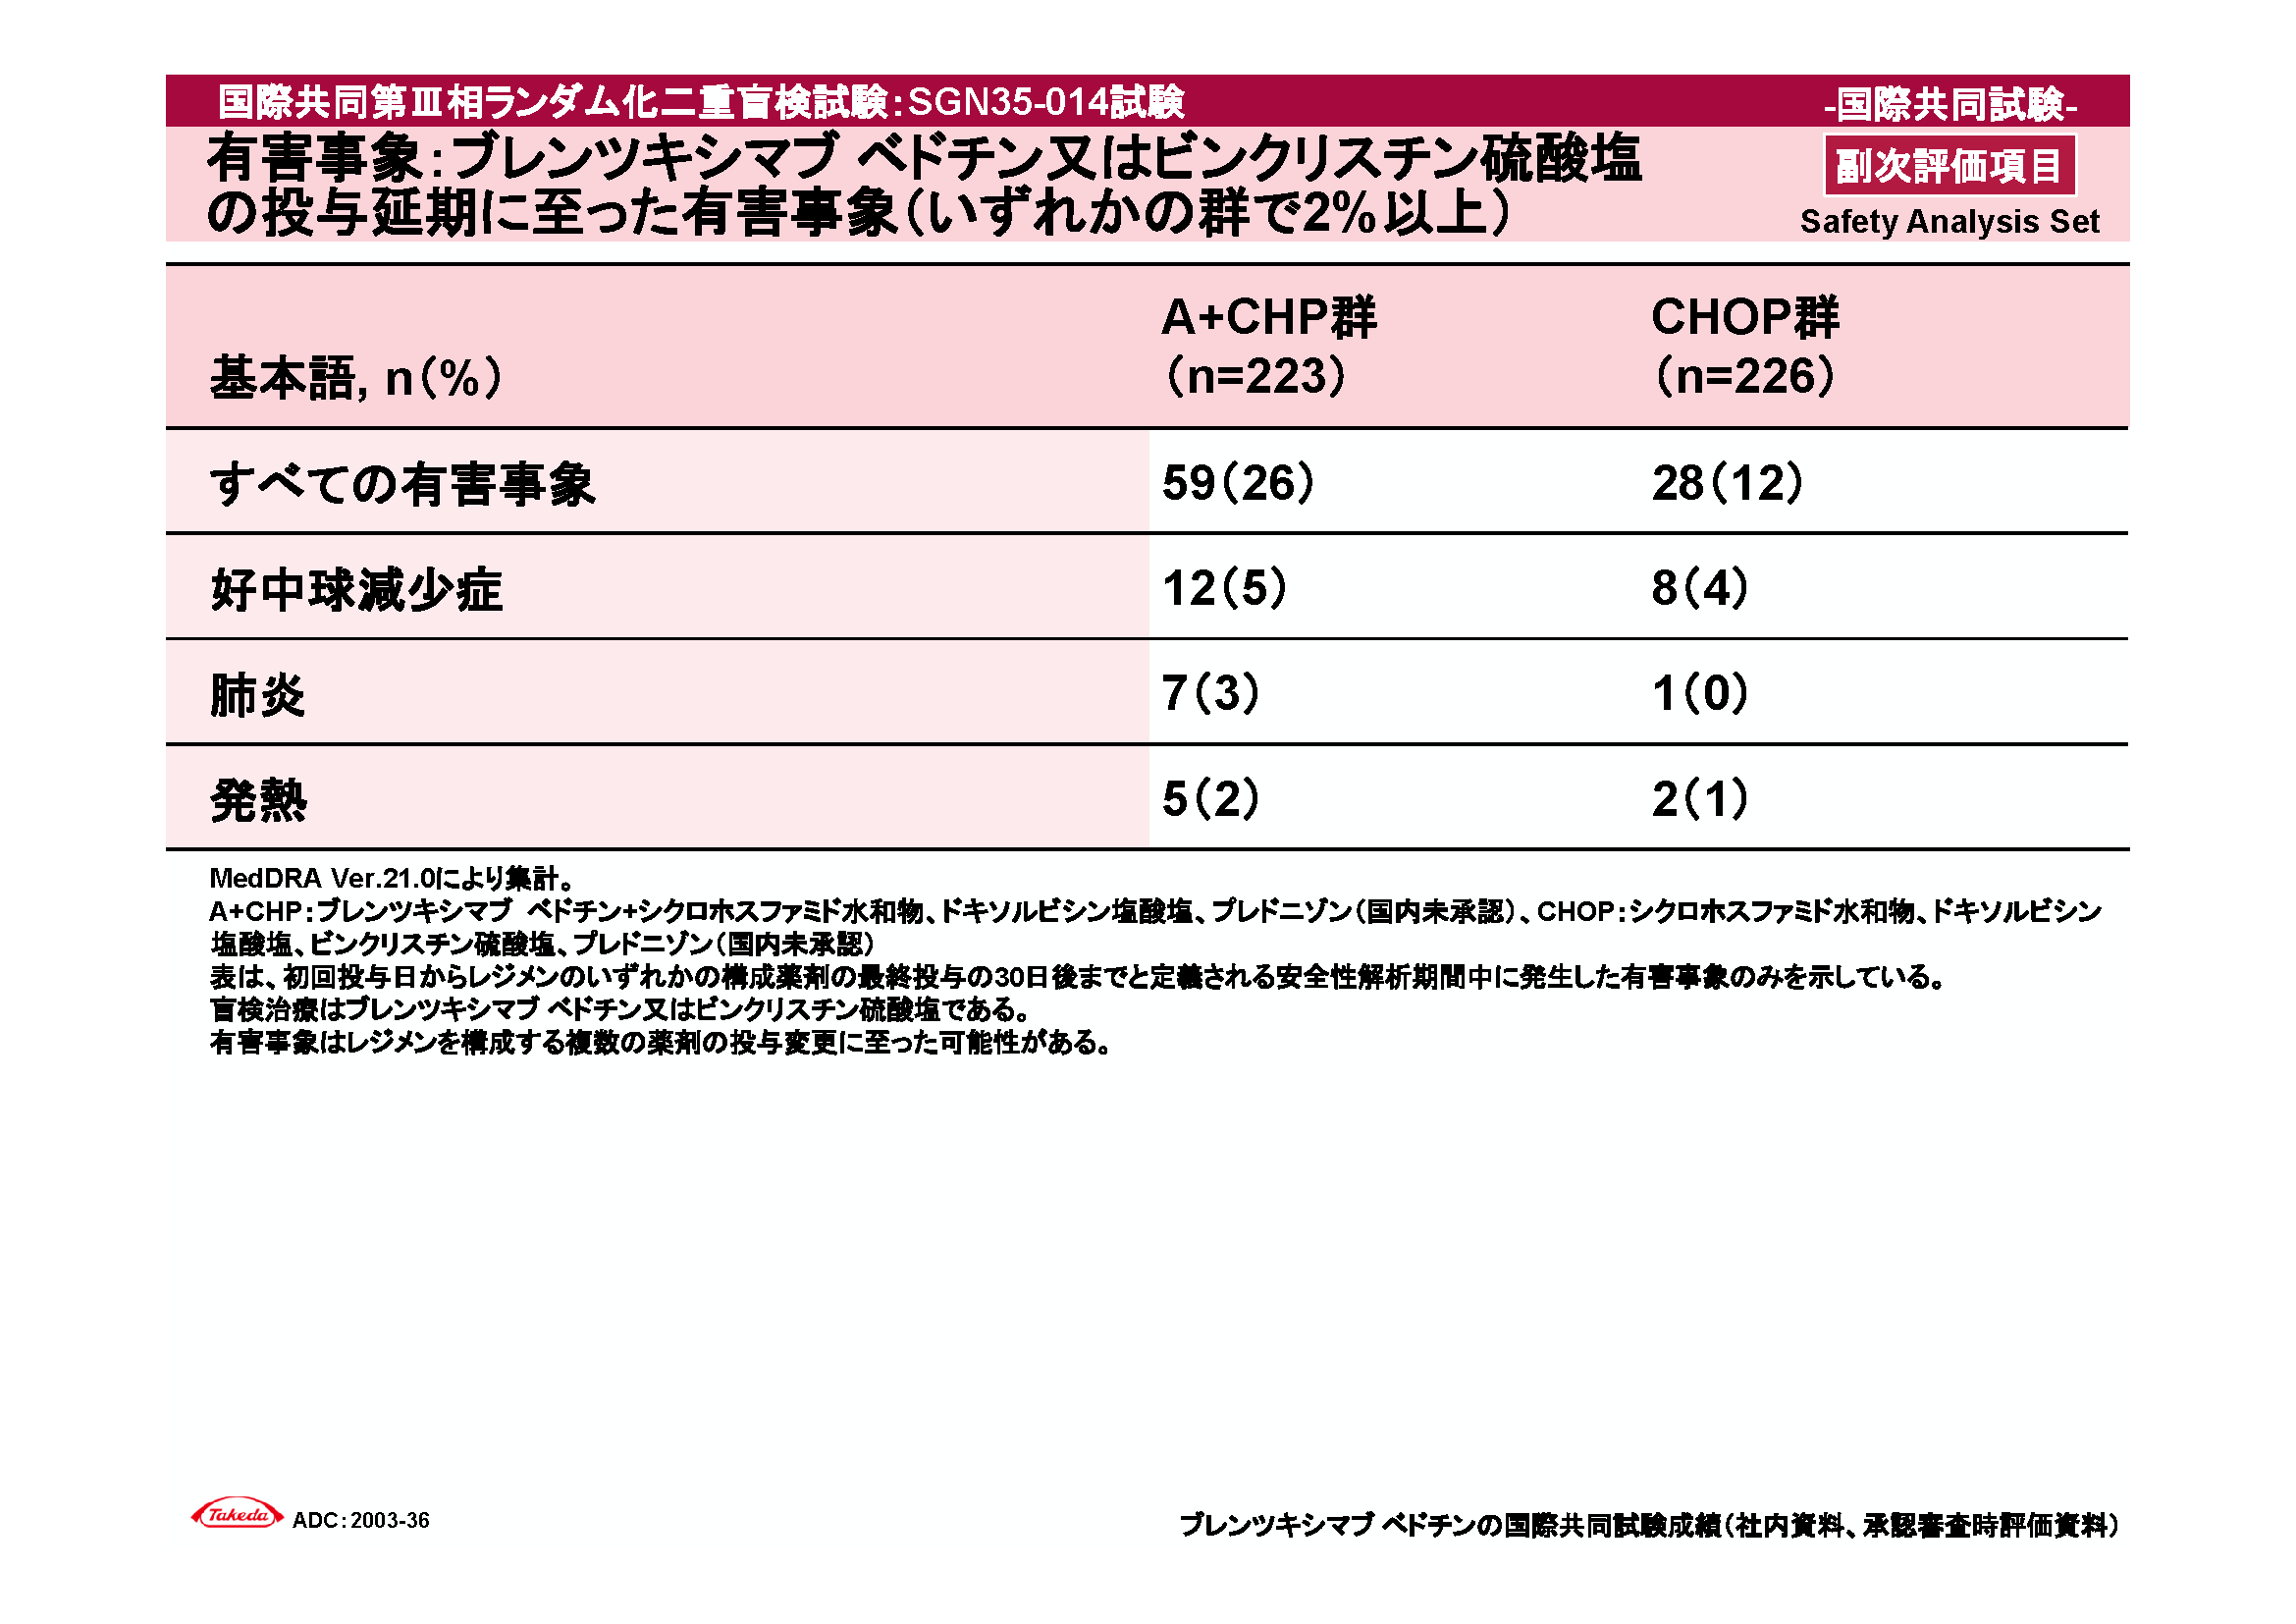 国際共同第Ⅲ相ランダム化二重盲検試験：SGN35-014試験
-国際共同試験-
有害事象：ブレンツキシマブ ベドチン又はビンクリスチン硫酸塩
の投与延期に至った有害事象（いずれかの群で2％以上）
副次評価項目
Safety Analysis Set
A+CHP群 CHOP群
基本語, n（％） （n=223） （n=226）
すべての有害事象 59（26） 28（12）
好中球減少症 12（5） 8（4）
肺炎 7（3） 1（0）
発熱 5（2） 2（1）
MedDRA Ver.21.0により集計。
A+CHP：ブレンツキシマブ ベドチン+シクロホスファミド水和物、ドキソルビシン塩酸塩、プレドニゾン（国内未承認）、CHOP：シクロホスファミド水和物、ドキソルビシン
塩酸塩、ビンクリスチン硫酸塩、プレドニゾン（国内未承認）
表は、初回投与日からレジメンのいずれかの構成薬剤の最終投与の30日後までと定義される安全性解析期間中に発生した有害事象のみを示している。
盲検治療はブレンツキシマブ ベドチン又はビンクリスチン硫酸塩である。
有害事象はレジメンを構成する複数の薬剤の投与変更に至った可能性がある。
Takeda ADC：2003-36
ブレンツキシマブ ベドチンの国際共同試験成績（社内資料、承認審査時評価資料）